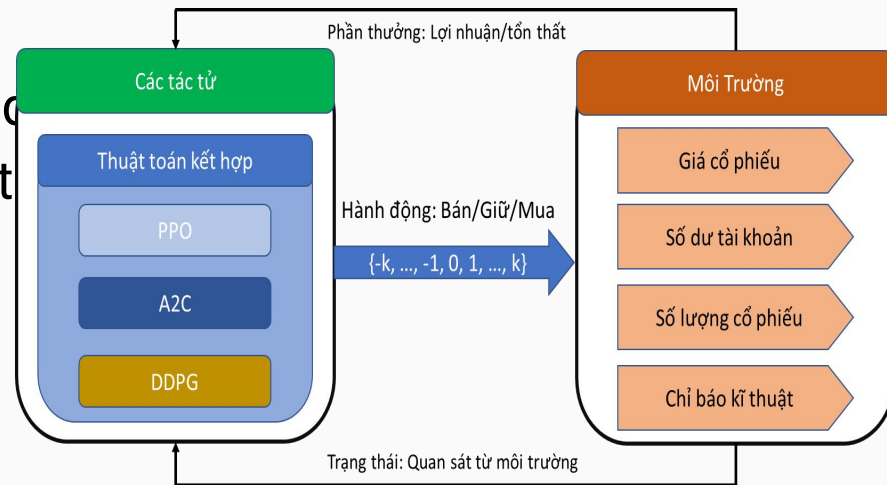 Phần thưởng: Lợi nhuận/tổn thất
Các tác tử
Môi Trường
Thuật toán kết hợp
PPO
A2C
DDPG
Hành động: Bán/Giữ/Mua
{-k, ..., -1, 0, 1, ..., k}
Giá cổ phiếu
Số dư tài khoản
Số lượng cổ phiếu
Chỉ báo kĩ thuật
Trạng thái: Quan sát từ môi trường